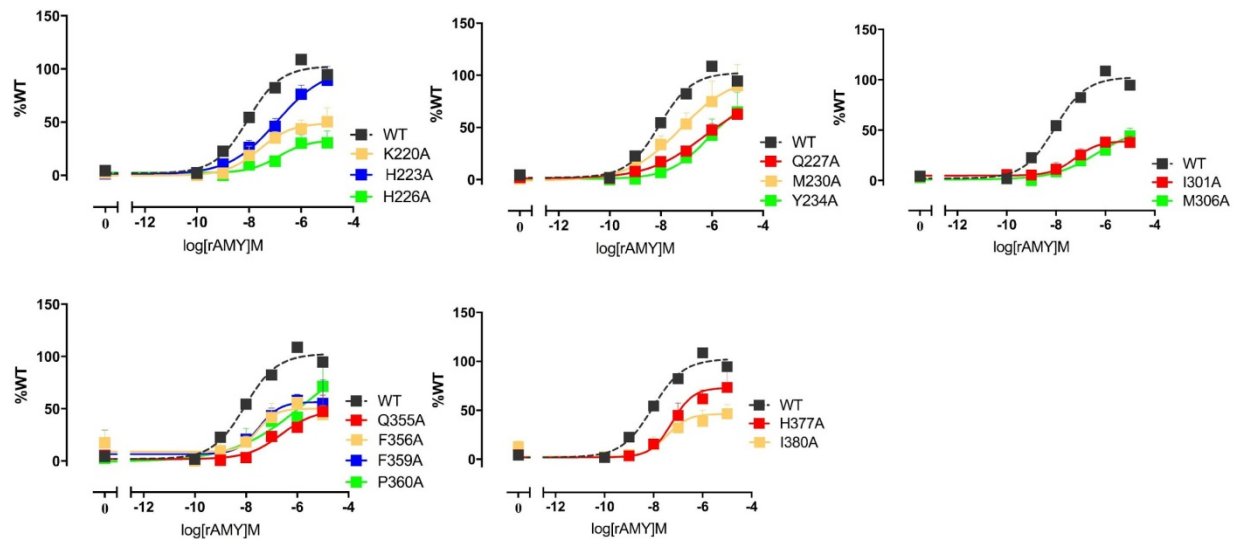 150
100
50
0
%WT
0
-12
-10
-8
-6
-4
log[rAMY]M
WT
K220A
H223A
H226A
150
100
50
0
%WT
0
-12
-10
-8
-6
-4
log[rAMY]M
WT
Q227A
M230A
Y234A
150
100
50
0
%WT
0
-12
-10
-8
-6
-4
log[rAMY]M
WT
I301A
M306A
150
100
50
0
%WT
0
-12
-10
-8
-6
-4
log[rAMY]M
WT
Q355A
F356A
F359A
P360A
150
100
50
0
%WT
0
-12
-10
-8
-6
-4
log[rAMY]M
WT
H377A
I380A